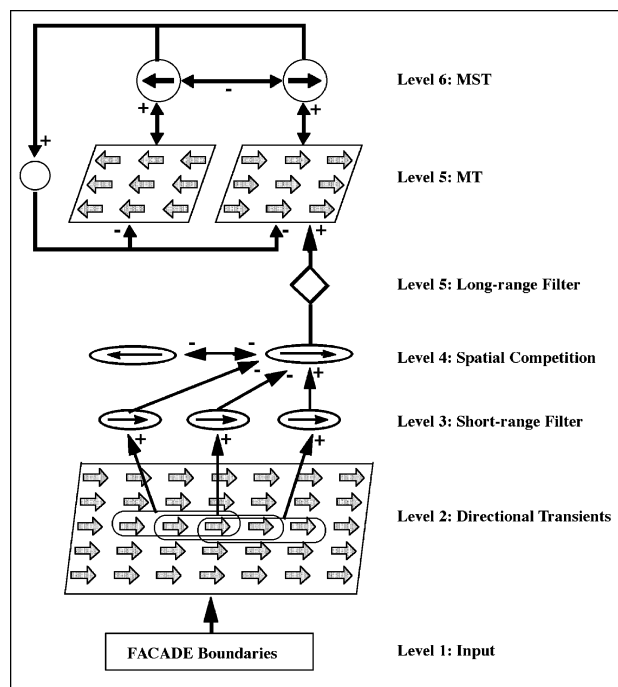 Level 6: MST
Level 5: MT
Level 5: Long-range Filter
Level 4: Spatial Competition
Level 3: Short-range Filter
Level 2: Directional Transients
FACADE Boundaries
Level 1: Input